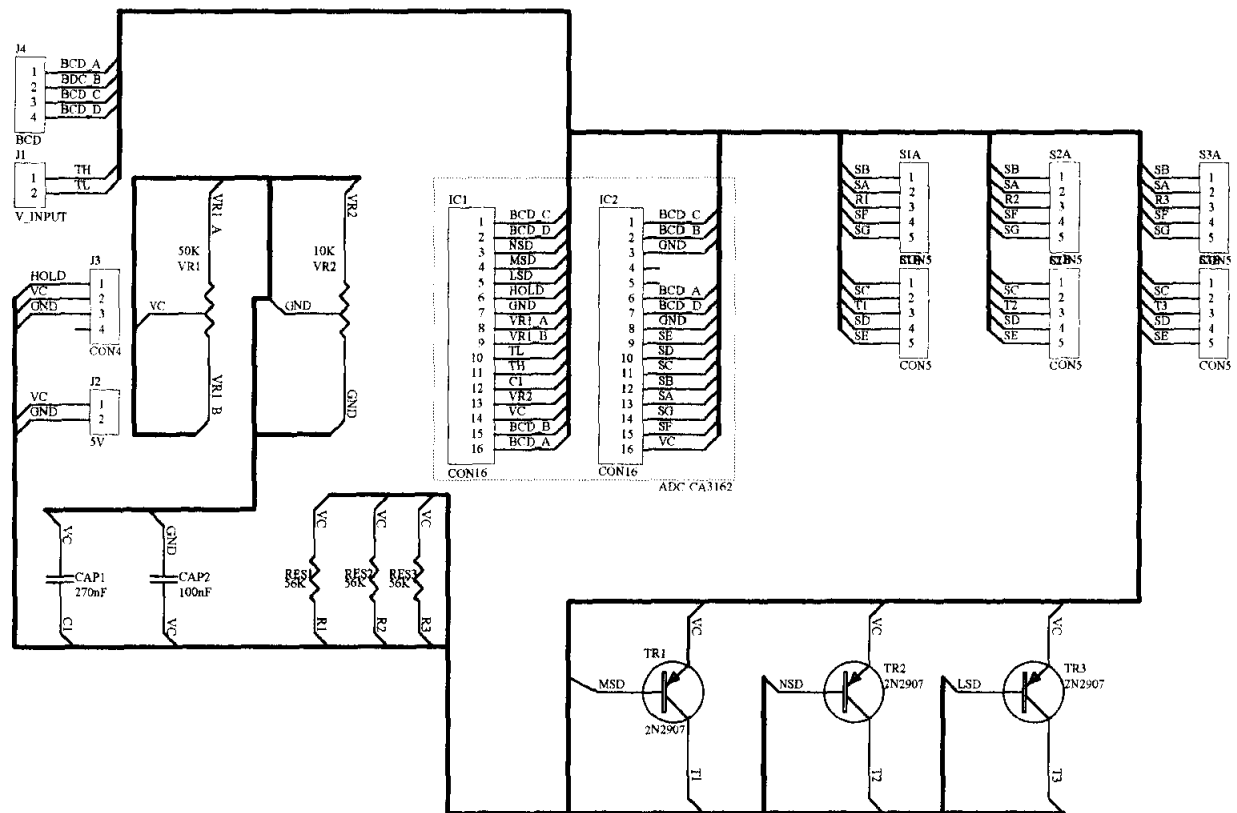 J4
1 BCD_A
2 BDC_B
3 BCD_C
4 BCD_D
BCD
J1
1 TH
2 TL
V_INPUT
HOLD
VC
GND
J3
1
2
3
4
CON4
VC
GND
J2
1
2
5V
VR1_A
50K
VR1
VC
VR1_B
VR2
10K
VR2
GND
GND
IC1
1 BCD_C
2 BCD_D
3 NSD
4 MSD
5 LSD
6 HOLD
7 GND
8 VR1_A
9 VR1_B
10 TL
11 TH
12 C1
13 VR2
14 VC
15 BCD_B
16 BCD_A
CON16
IC2
1 BCD_C
2 BCD_B
3 GND
4
5
6 BCD_A
7 BCD_D
8 GND
9 SE
10 SD
11 SC
12 SB
13 SA
14 SG
15 SF
16 VC
CON16
ADC CA3162
S1A
SB 1
SA 2
R1 3
SF 4
SG 5
1
SC 2
T1 3
SD 4
SE 5
CON5
S2A
SB 1
SA 2
R2 3
SF 4
SG 5
1
SC 2
T2 3
SD 4
SE 5
CON5
S3A
SB 1
SA 2
R3 3
SF 4
SG 5
1
SC 2
T3 3
SD 4
SE 5
CON5
VC
CAP1
270nF
C1
GND
CAP2
100nF
VC
VC
RES1
56K
R1
VC
RES2
56K
R2
VC
RES3
56K
R3
VC
TR1
MSD
2N2907
T1
VC
TR2
2N2907
NSD
T2
VC
TR3
2N2907
LSD
T3